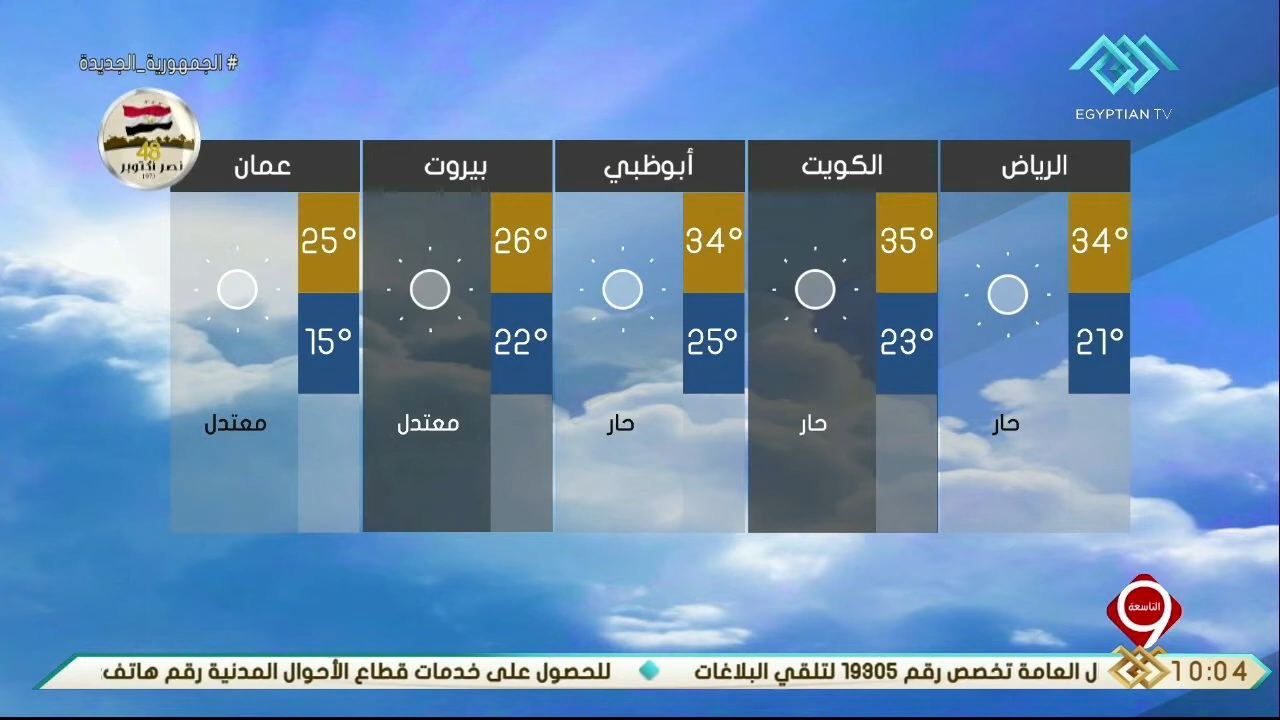 # الجمهورية_الجديدة
EGYPTIAN TV
48
نصر أكتوبر
1973
الرياض
34°
21°
حار
الكويت
35°
23°
حار
أبوظبي
34°
25°
حار
بيروت
26°
22°
معتدل
عمان
25°
15°
معتدل
9
التاسعة
10:04
ل العامة تخصص رقم 19805 لتلقي البلاغات
للحصول على خدمات قطاع الأحوال المدنية رقم هاتف: